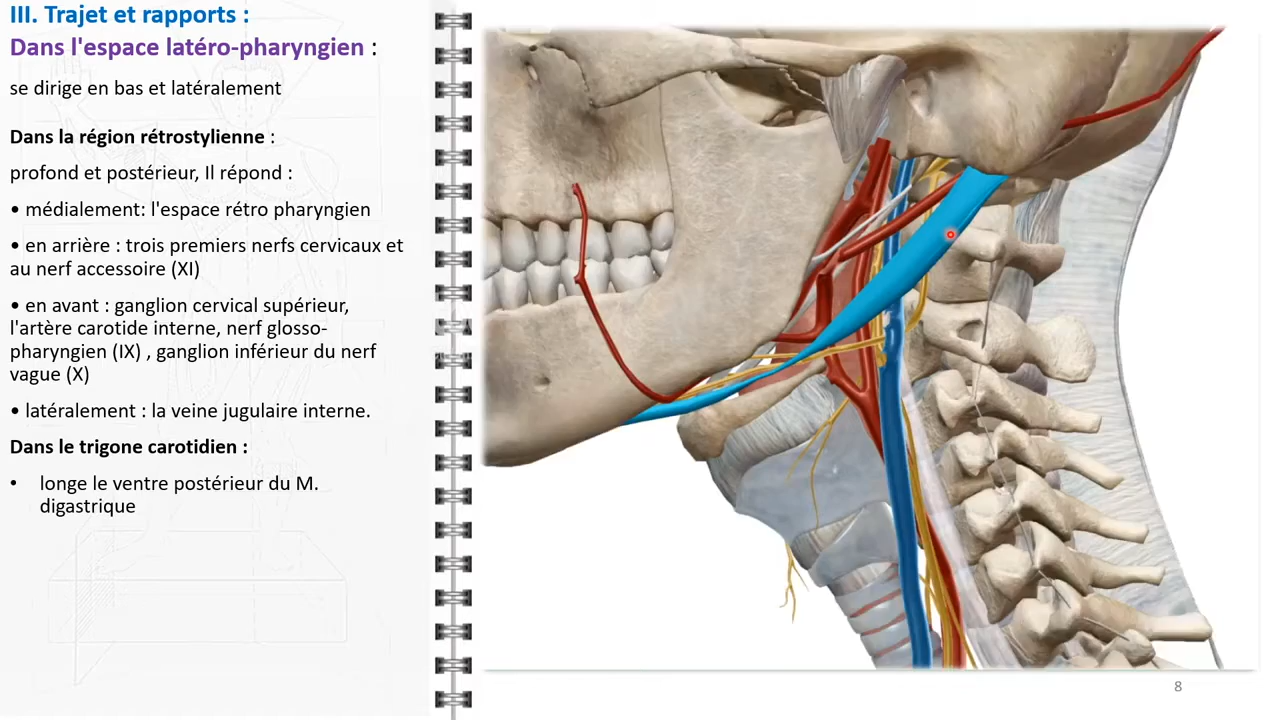 III. Trajet et rapports :
Dans l'espace latéro-pharyngien :
se dirige en bas et latéralement
Dans la région rétrostylienne :
profond et postérieur, Il répond :
• médialement: l'espace rétro pharyngien
• en arrière : trois premiers nerfs cervicaux et
au nerf accessoire (XI)
• en avant : ganglion cervical supérieur,
l'artère carotide interne, nerf glosso-
pharyngien (IX) , ganglion inférieur du nerf
vague (X)
• latéralement : la veine jugulaire interne.
Dans le trigone carotidien :
• longe le ventre postérieur du M.
digastrique
8